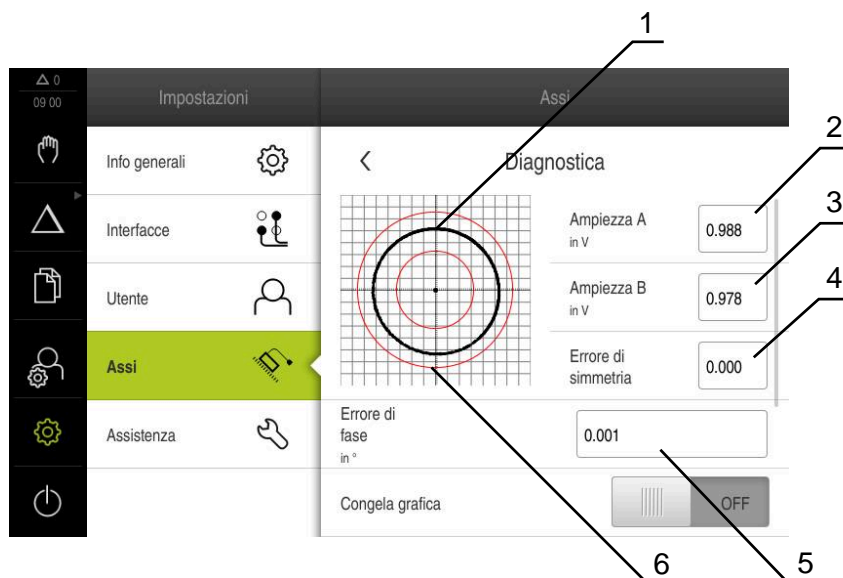 1
0
09 00
Impostazioni
Assi
Info generali
Diagnostica
2
Ampiezza A
in V
0.988
Interfacce
3
Ampiezza B
in V
0.978
Utente
4
Errore di
simmetria
0.000
Assi
Errore di
fase
in °
0.001
Assistenza
Congela grafica
OFF
6
5